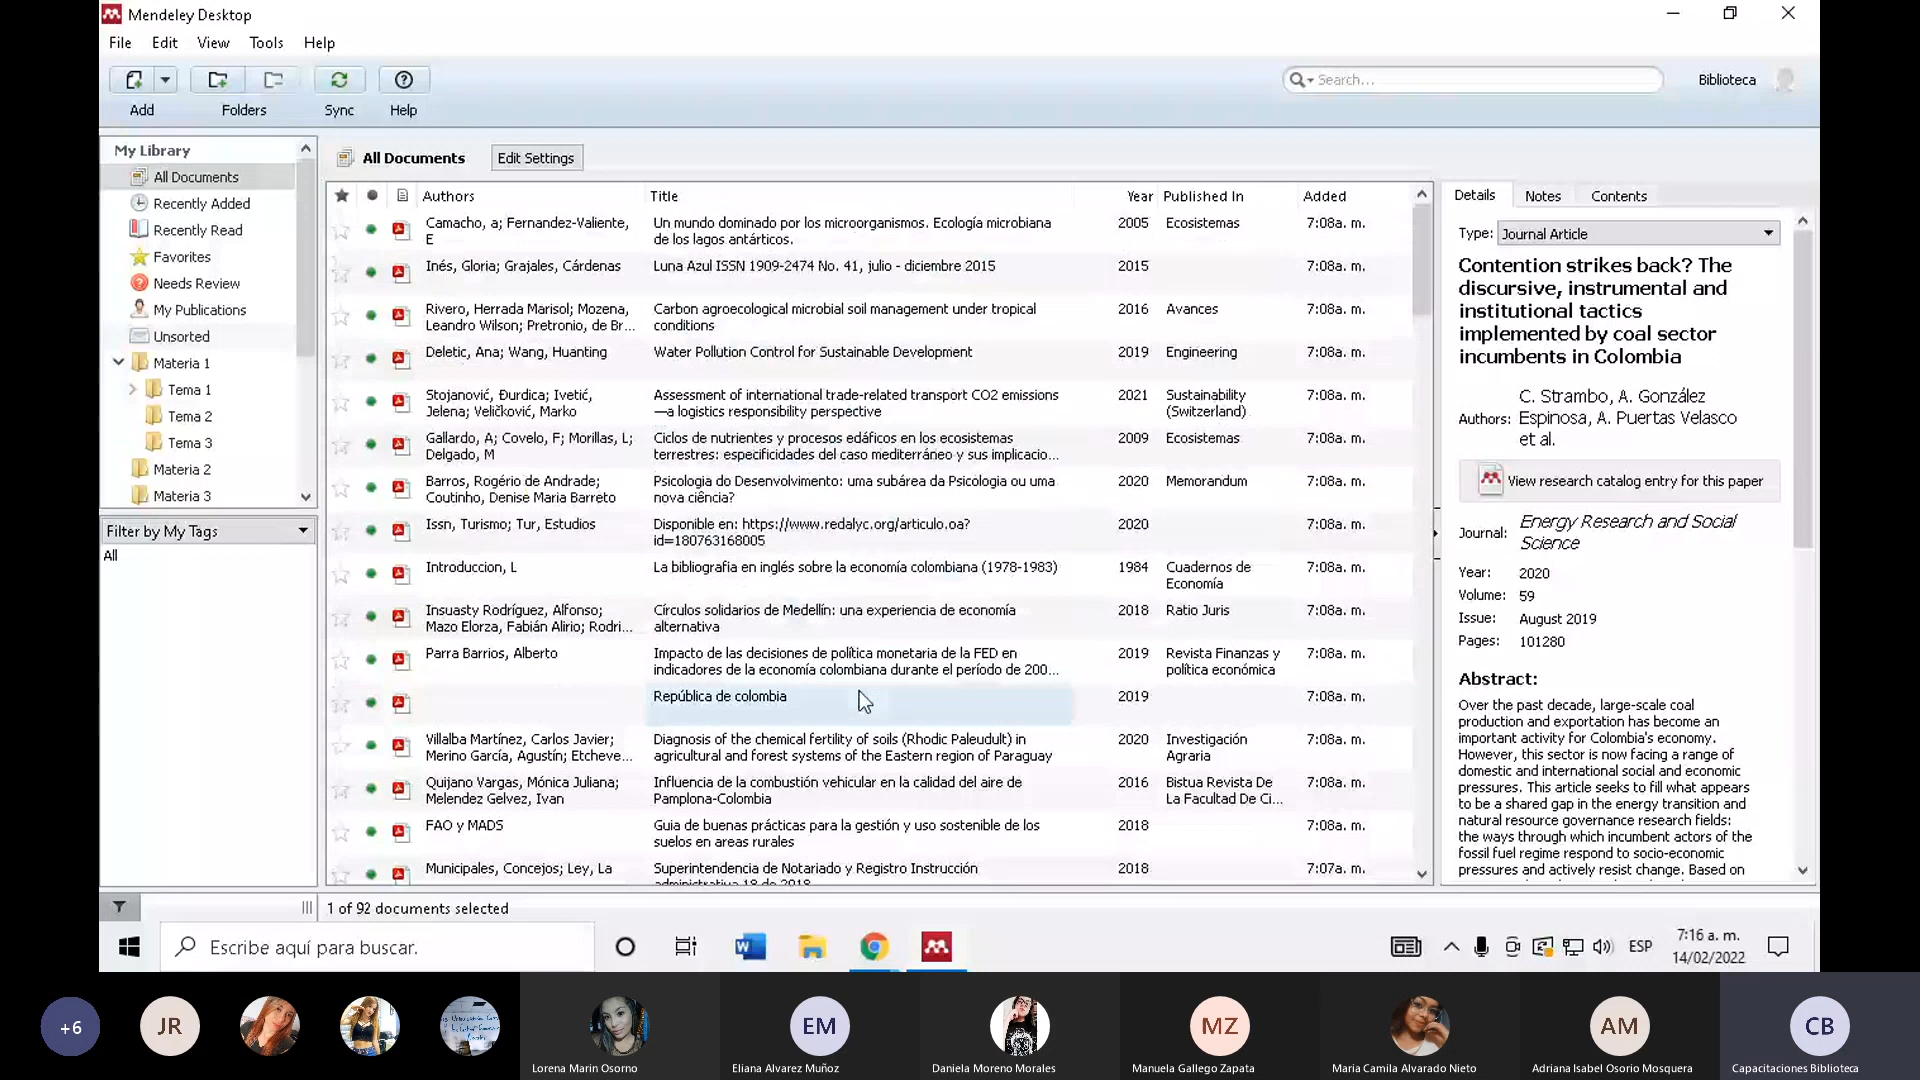 Mendeley Desktop
File Edit View Tools Help
Search...
Biblioteca
Add Folders Sync Help
My Library
All Documents
Recently Added
Recently Read
Favorites
Needs Review
My Publications
Unsorted
Materia 1
Tema 1
Tema 2
Tema 3
Materia 2
Materia 3
Filter by My Tags
All
All Documents Edit Settings
Authors Title Year Published In Added
Camacho, a; Fernandez-Valiente, E
Un mundo dominado por los microorganismos. Ecología microbiana de los lagos antárticos.
2005 Ecosistemas 7:08a. m.
Inés, Gloria; Grajales, Cárdenas
Luna Azul ISSN 1909-2474 No. 41, julio - diciembre 2015
2015 7:08a. m.
Rivero, Herrada Marisol; Mozena, Leandro Wilson; Pretronio, de Br...
Carbon agroecological microbial soil management under tropical conditions
2016 Avances 7:08a. m.
Deletic, Ana; Wang, Huanting
Water Pollution Control for Sustainable Development
2019 Engineering 7:08a. m.
Stojanović, Đurdica; Ivetić, Jelena; Veličković, Marko
Assessment of international trade-related transport CO2 emissions —a logistics responsibility perspective
2021 Sustainability (Switzerland) 7:08a. m.
Gallardo, A; Covelo, F; Morillas, L; Delgado, M
Ciclos de nutrientes y procesos edáficos en los ecosistemas terrestres: especificidades del caso mediterráneo y sus implicacio...
2009 Ecosistemas 7:08a. m.
Barros, Rogério de Andrade; Coutinho, Denise Maria Barreto
Psicologia do Desenvolvimento: uma subárea da Psicologia ou uma nova ciência?
2020 Memorandum 7:08a. m.
Issn, Turismo; Tur, Estudios
Disponible en: https://www.redalyc.org/articulo.oa?id=180763168005
2020 7:08a. m.
Introduccion, L
La bibliografia en inglés sobre la economía colombiana (1978-1983)
1984 Cuadernos de Economía 7:08a. m.
Insuasty Rodríguez, Alfonso; Mazo Elorza, Fabián Alirio; Rodri...
Círculos solidarios de Medellín: una experiencia de economía alternativa
2018 Ratio Juris 7:08a. m.
Parra Barrios, Alberto
Impacto de las decisiones de política monetaria de la FED en indicadores de la economía colombiana durante el período de 200...
2019 Revista Finanzas y política económica 7:08a. m.
República de colombia
2019 7:08a. m.
Villalba Martínez, Carlos Javier; Merino García, Agustín; Etcheve...
Diagnosis of the chemical fertility of soils (Rhodic Paleudult) in agricultural and forest systems of the Eastern region of Paraguay
2020 Investigación Agraria 7:08a. m.
Quijano Vargas, Mónica Juliana; Melendez Gelvez, Ivan
Influencia de la combustión vehicular en la calidad del aire de Pamplona-Colombia
2016 Bistua Revista De La Facultad De Ci... 7:08a. m.
FAO y MADS
Guia de buenas prácticas para la gestión y uso sostenible de los suelos en areas rurales
2018 7:08a. m.
Municipales, Concejos; Ley, La
Superintendencia de Notariado y Registro Instrucción administrativa 18 de 2018
2018 7:07a. m.
Details Notes Contents
Type: Journal Article
Contention strikes back? The
discursive, instrumental and
institutional tactics
implemented by coal sector
incumbents in Colombia
Authors: C. Strambo, A. González
Espinosa, A. Puertas Velasco
et al.
View research catalog entry for this paper
Journal: Energy Research and Social
Science
Year: 2020
Volume: 59
Issue: August 2019
Pages: 101280
Abstract:
Over the past decade, large-scale coal
production and exportation has become an
important activity for Colombia's economy.
However, this sector is now facing a range of
domestic and international social and economic
pressures. This article seeks to fill what appears
to be a shared gap in the energy transition and
natural resource governance research fields:
the ways through which incumbent actors of the
fossil fuel regime respond to socio-economic
pressures and actively resist change. Based on
1 of 92 documents selected
Escribe aquí para buscar.
ESP
7:16 a. m.
14/02/2022
+6 JR EM MZ AM CB
Lorena Marin Osorno
Eliana Alvarez Muñoz
Daniela Moreno Morales
Manuela Gallego Zapata
Maria Camila Alvarado Nieto
Adriana Isabel Osorio Mosquera
Capacitaciones Biblioteca